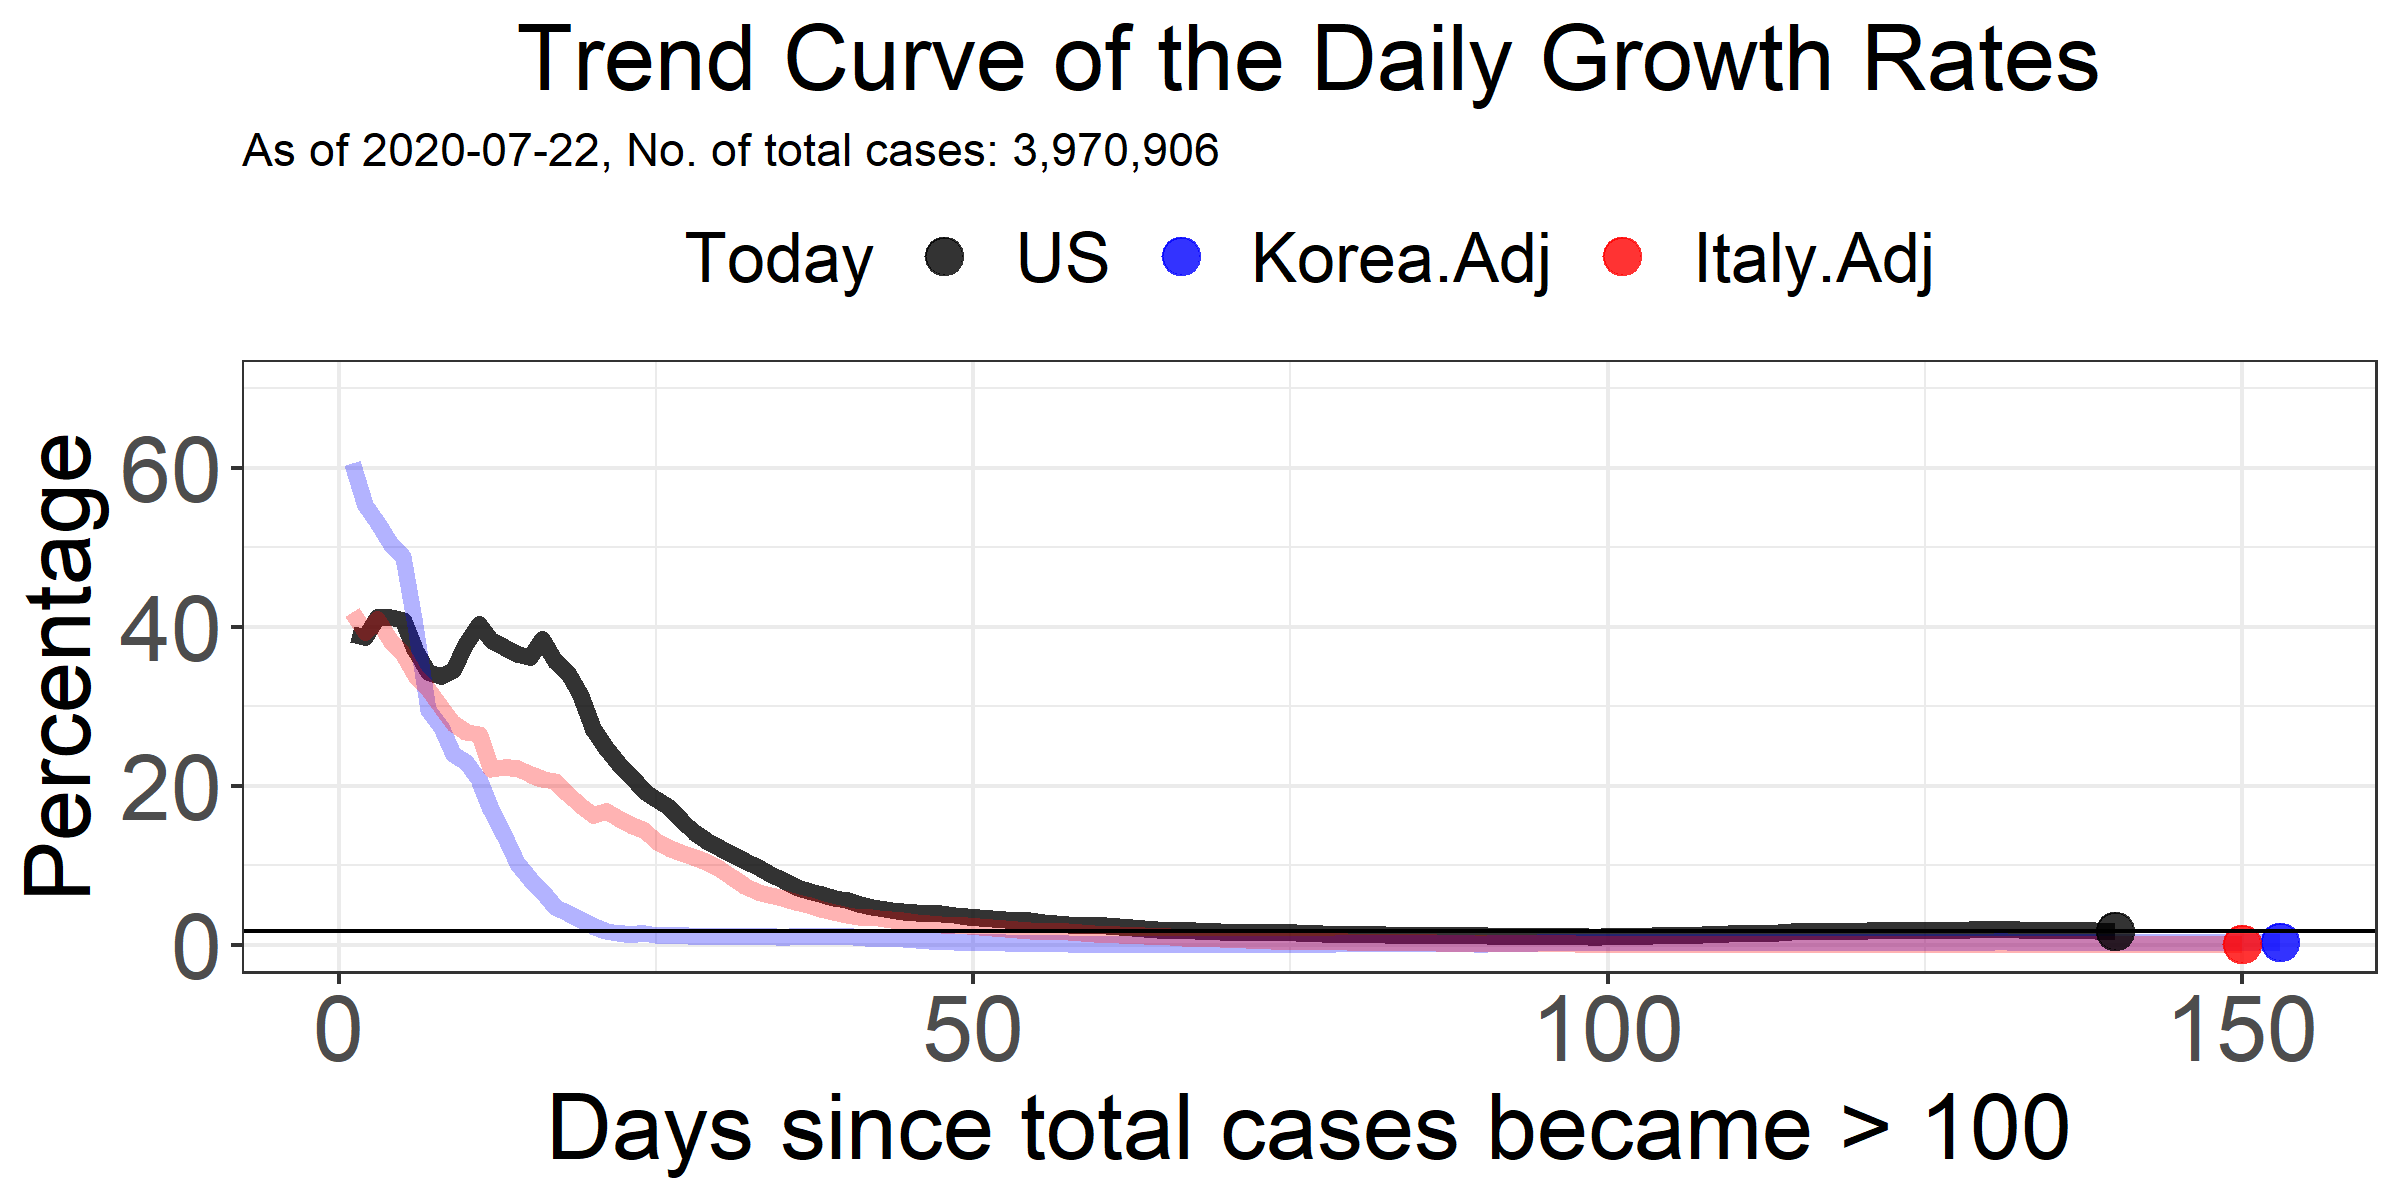 Trend Curve of the Daily Growth Rates
As of 2020-07-22, No. of total cases: 3,970,906
Today US Korea.Adj Italy.Adj
Percentage
60
40
20
0
0 50 100 150
Days since total cases became > 100